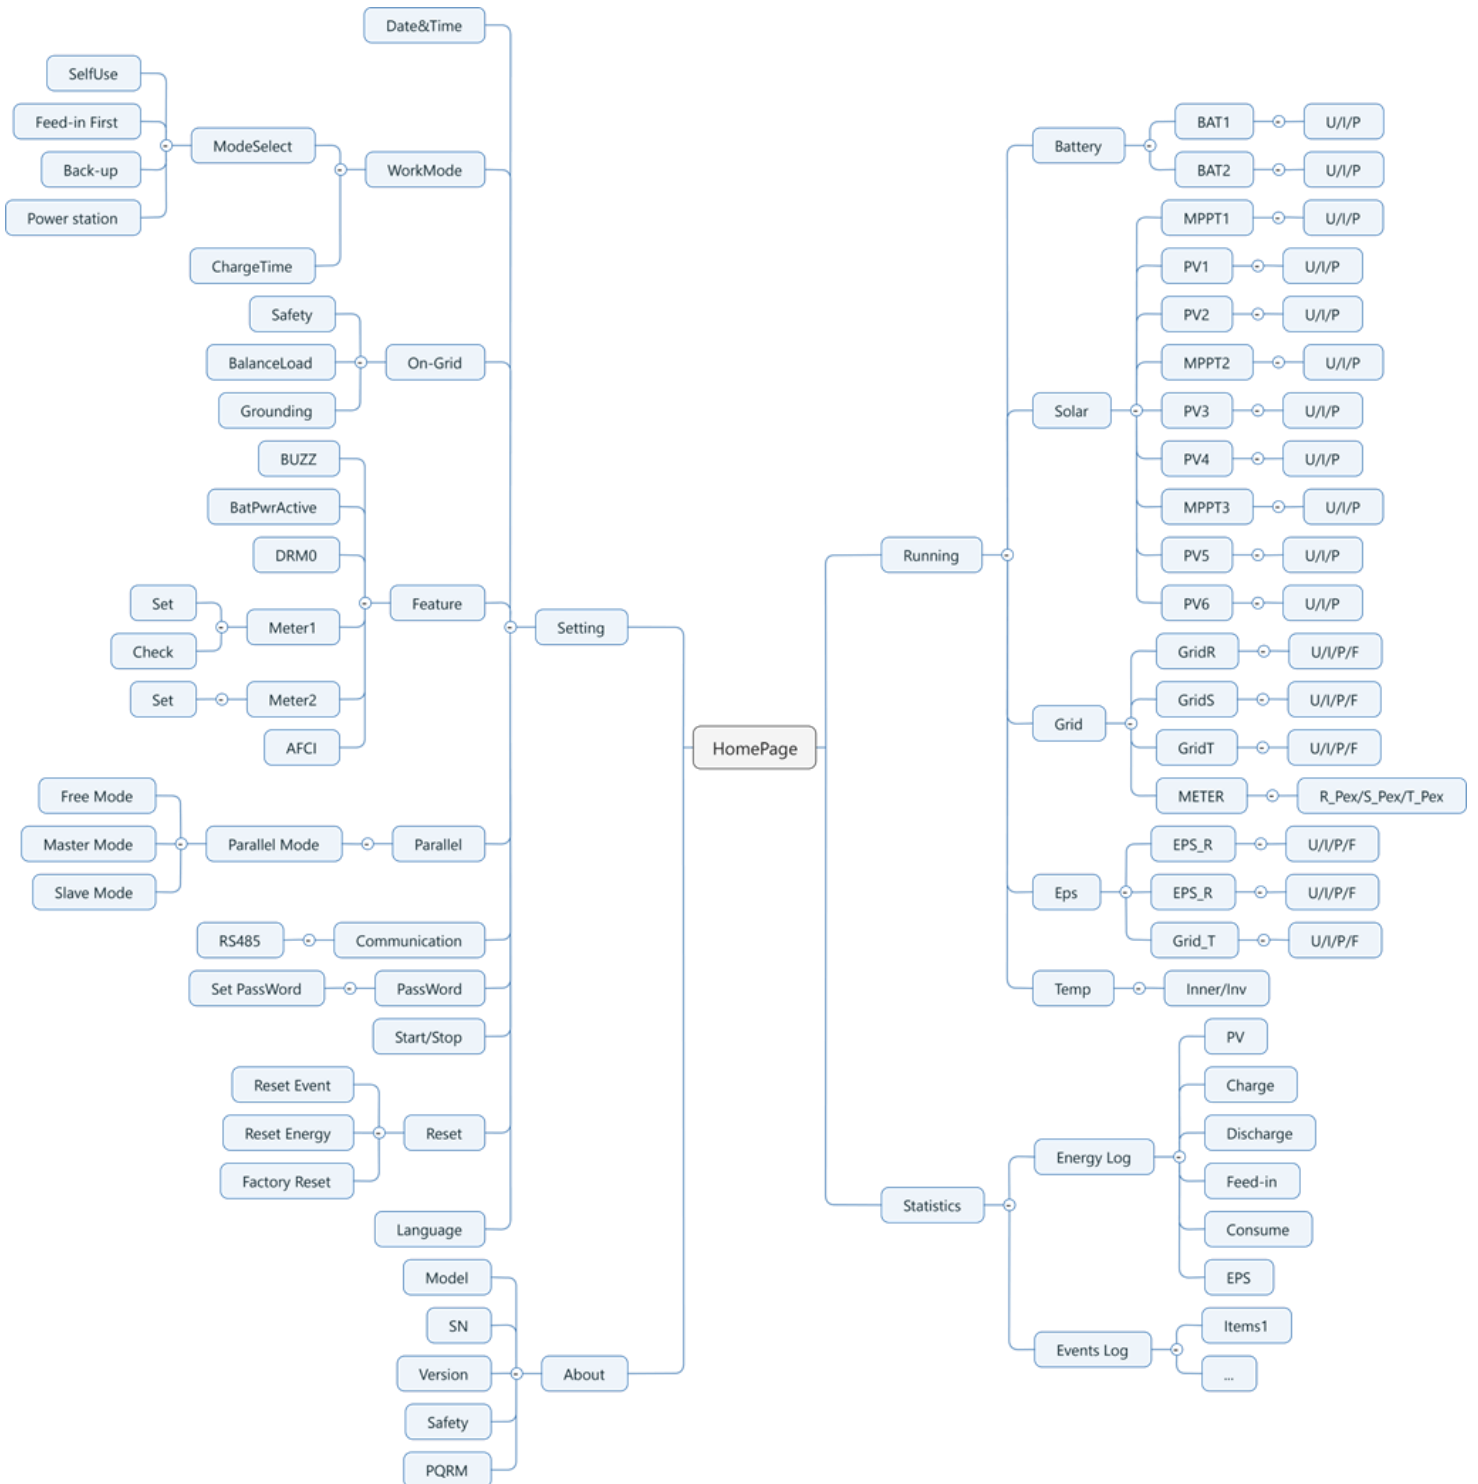 Date&Time
SelfUse
Feed-in First
Back-up
Power station
ModeSelect
ChargeTime
WorkMode
Safety
BalanceLoad
Grounding
On-Grid
BUZZ
BatPwrActive
DRM0
Set
Check
Meter1
Set
Meter2
AFCI
Feature
Free Mode
Master Mode
Slave Mode
Parallel Mode
Parallel
RS485
Communication
Set PassWord
PassWord
Start/Stop
Reset Event
Reset Energy
Factory Reset
Reset
Language
Setting
Model
SN
Version
Safety
PQRM
About
HomePage
Running
Battery
BAT1
U/I/P
BAT2
U/I/P
Solar
MPPT1
U/I/P
PV1
U/I/P
PV2
U/I/P
MPPT2
U/I/P
PV3
U/I/P
PV4
U/I/P
MPPT3
U/I/P
PV5
U/I/P
PV6
U/I/P
Grid
GridR
U/I/P/F
GridS
U/I/P/F
GridT
U/I/P/F
METER
R_Pex/S_Pex/T_Pex
Eps
EPS_R
U/I/P/F
EPS_R
U/I/P/F
Grid_T
U/I/P/F
Temp
Inner/Inv
Statistics
Energy Log
PV
Charge
Discharge
Feed-in
Consume
EPS
Events Log
Items1
...